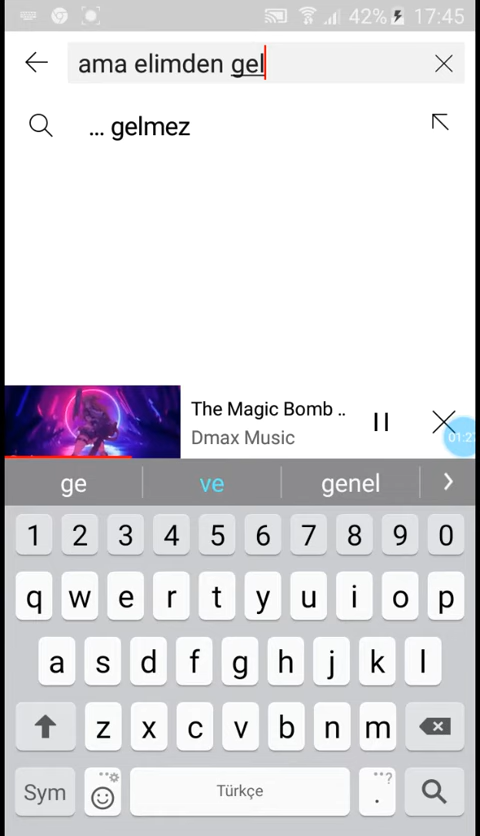 42% 17:45
ama elimden gel
... gelmez
The Magic Bomb ..
Dmax Music
ge ve genel
1 2 3 4 5 6 7 8 9 0
q w e r t y u i o p
a s d f g h j k l
z x c v b n m
Sym Türkçe . ?